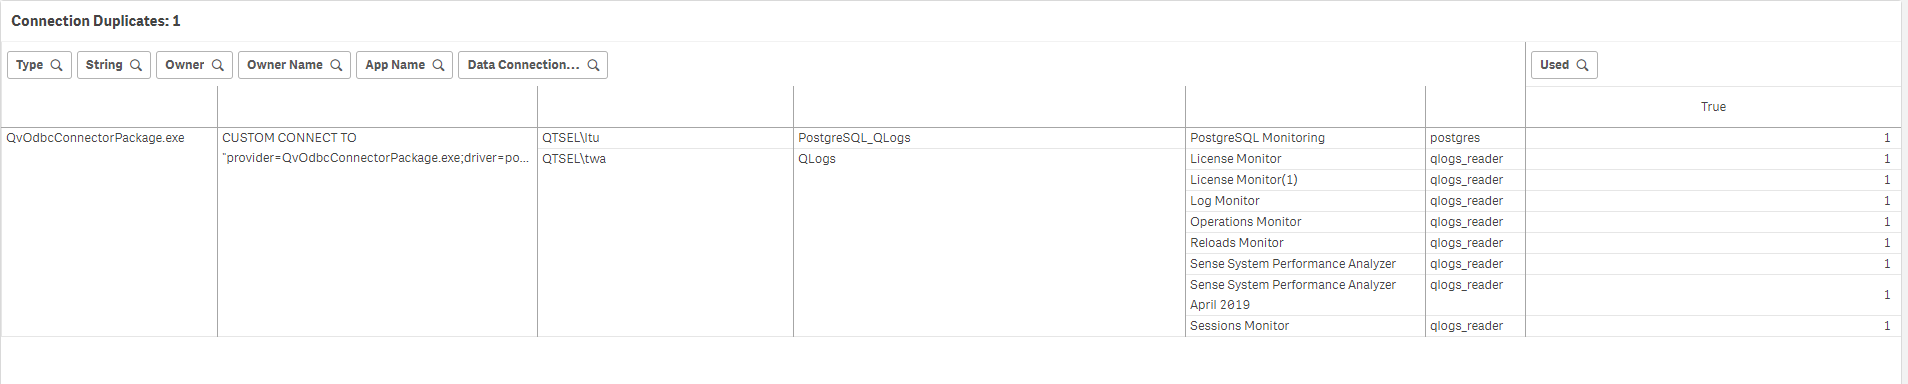 Connection Duplicates: 1
Type String Owner Owner Name App Name Data Connection... Used
True
QvOdbcConnectorPackage.exe CUSTOM CONNECT TO QTSEL\ltu PostgreSQL_QLogs PostgreSQL Monitoring postgres 1
"provider=QvOdbcConnectorPackage.exe;driver=po... QTSEL\twa QLogs License Monitor qlogs_reader 1
License Monitor(1) qlogs_reader 1
Log Monitor qlogs_reader 1
Operations Monitor qlogs_reader 1
Reloads Monitor qlogs_reader 1
Sense System Performance Analyzer qlogs_reader 1
Sense System Performance Analyzer qlogs_reader
April 2019 1
Sessions Monitor qlogs_reader 1